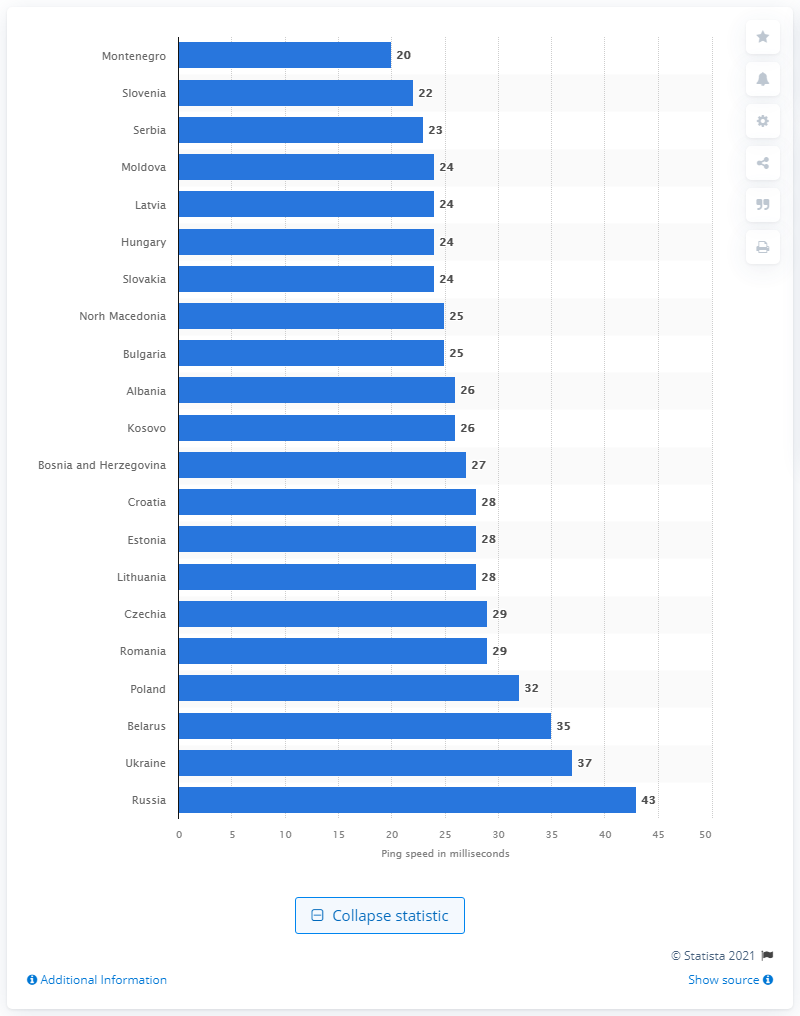 Montenegro 20
Slovenia 22
Serbia 23
Moldova 24
Latvia 24
Hungary 24
Slovakia 24
Norh Macedonia 25
Bulgaria 25
Albania 26
Kosovo 26
Bosnia and Herzegovina 27
Croatia 28
Estonia 28
Lithuania 28
Czechia 29
Romania 29
Poland 32
Belarus 35
Ukraine 37
Russia 43
0 5 10 15 20 25 30 35 40 45 50
Ping speed in milliseconds
Collapse statistic
© Statista 2021
Additional Information Show source